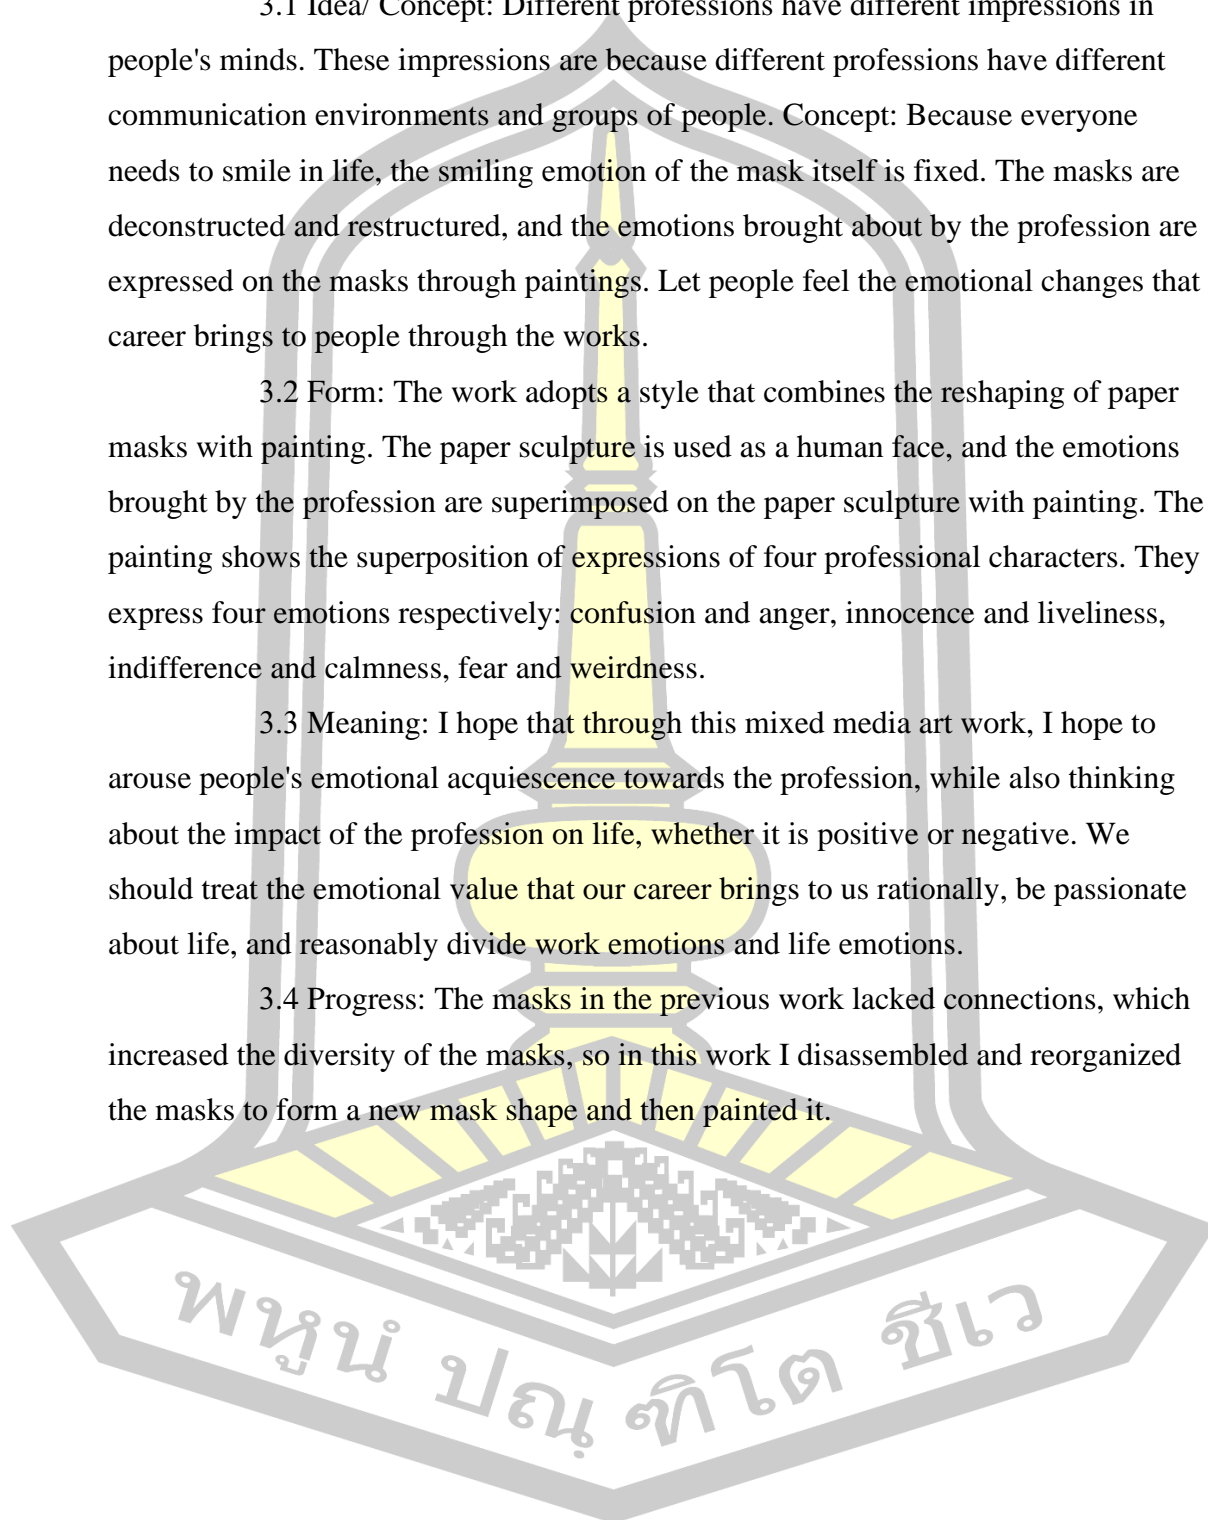 3.1 Idea/ Concept: Different professions have different impressions in
people's minds. These impressions are because different professions have different
communication environments and groups of people. Concept: Because everyone
needs to smile in life, the smiling emotion of the mask itself is fixed. The masks are
deconstructed and restructured, and the emotions brought about by the profession are
expressed on the masks through paintings. Let people feel the emotional changes that
career brings to people through the works.
3.2 Form: The work adopts a style that combines the reshaping of paper
masks with painting. The paper sculpture is used as a human face, and the emotions
brought by the profession are superimposed on the paper sculpture with painting. The
painting shows the superposition of expressions of four professional characters. They
express four emotions respectively: confusion and anger, innocence and liveliness,
indifference and calmness, fear and weirdness.
3.3 Meaning: I hope that through this mixed media art work, I hope to
arouse people's emotional acquiescence towards the profession, while also thinking
about the impact of the profession on life, whether it is positive or negative. We
should treat the emotional value that our career brings to us rationally, be passionate
about life, and reasonably divide work emotions and life emotions.
3.4 Progress: The masks in the previous work lacked connections, which
increased the diversity of the masks, so in this work I disassembled and reorganized
the masks to form a new mask shape and then painted it.
พหูนํ ปณฺ ฑิโต ชีเว